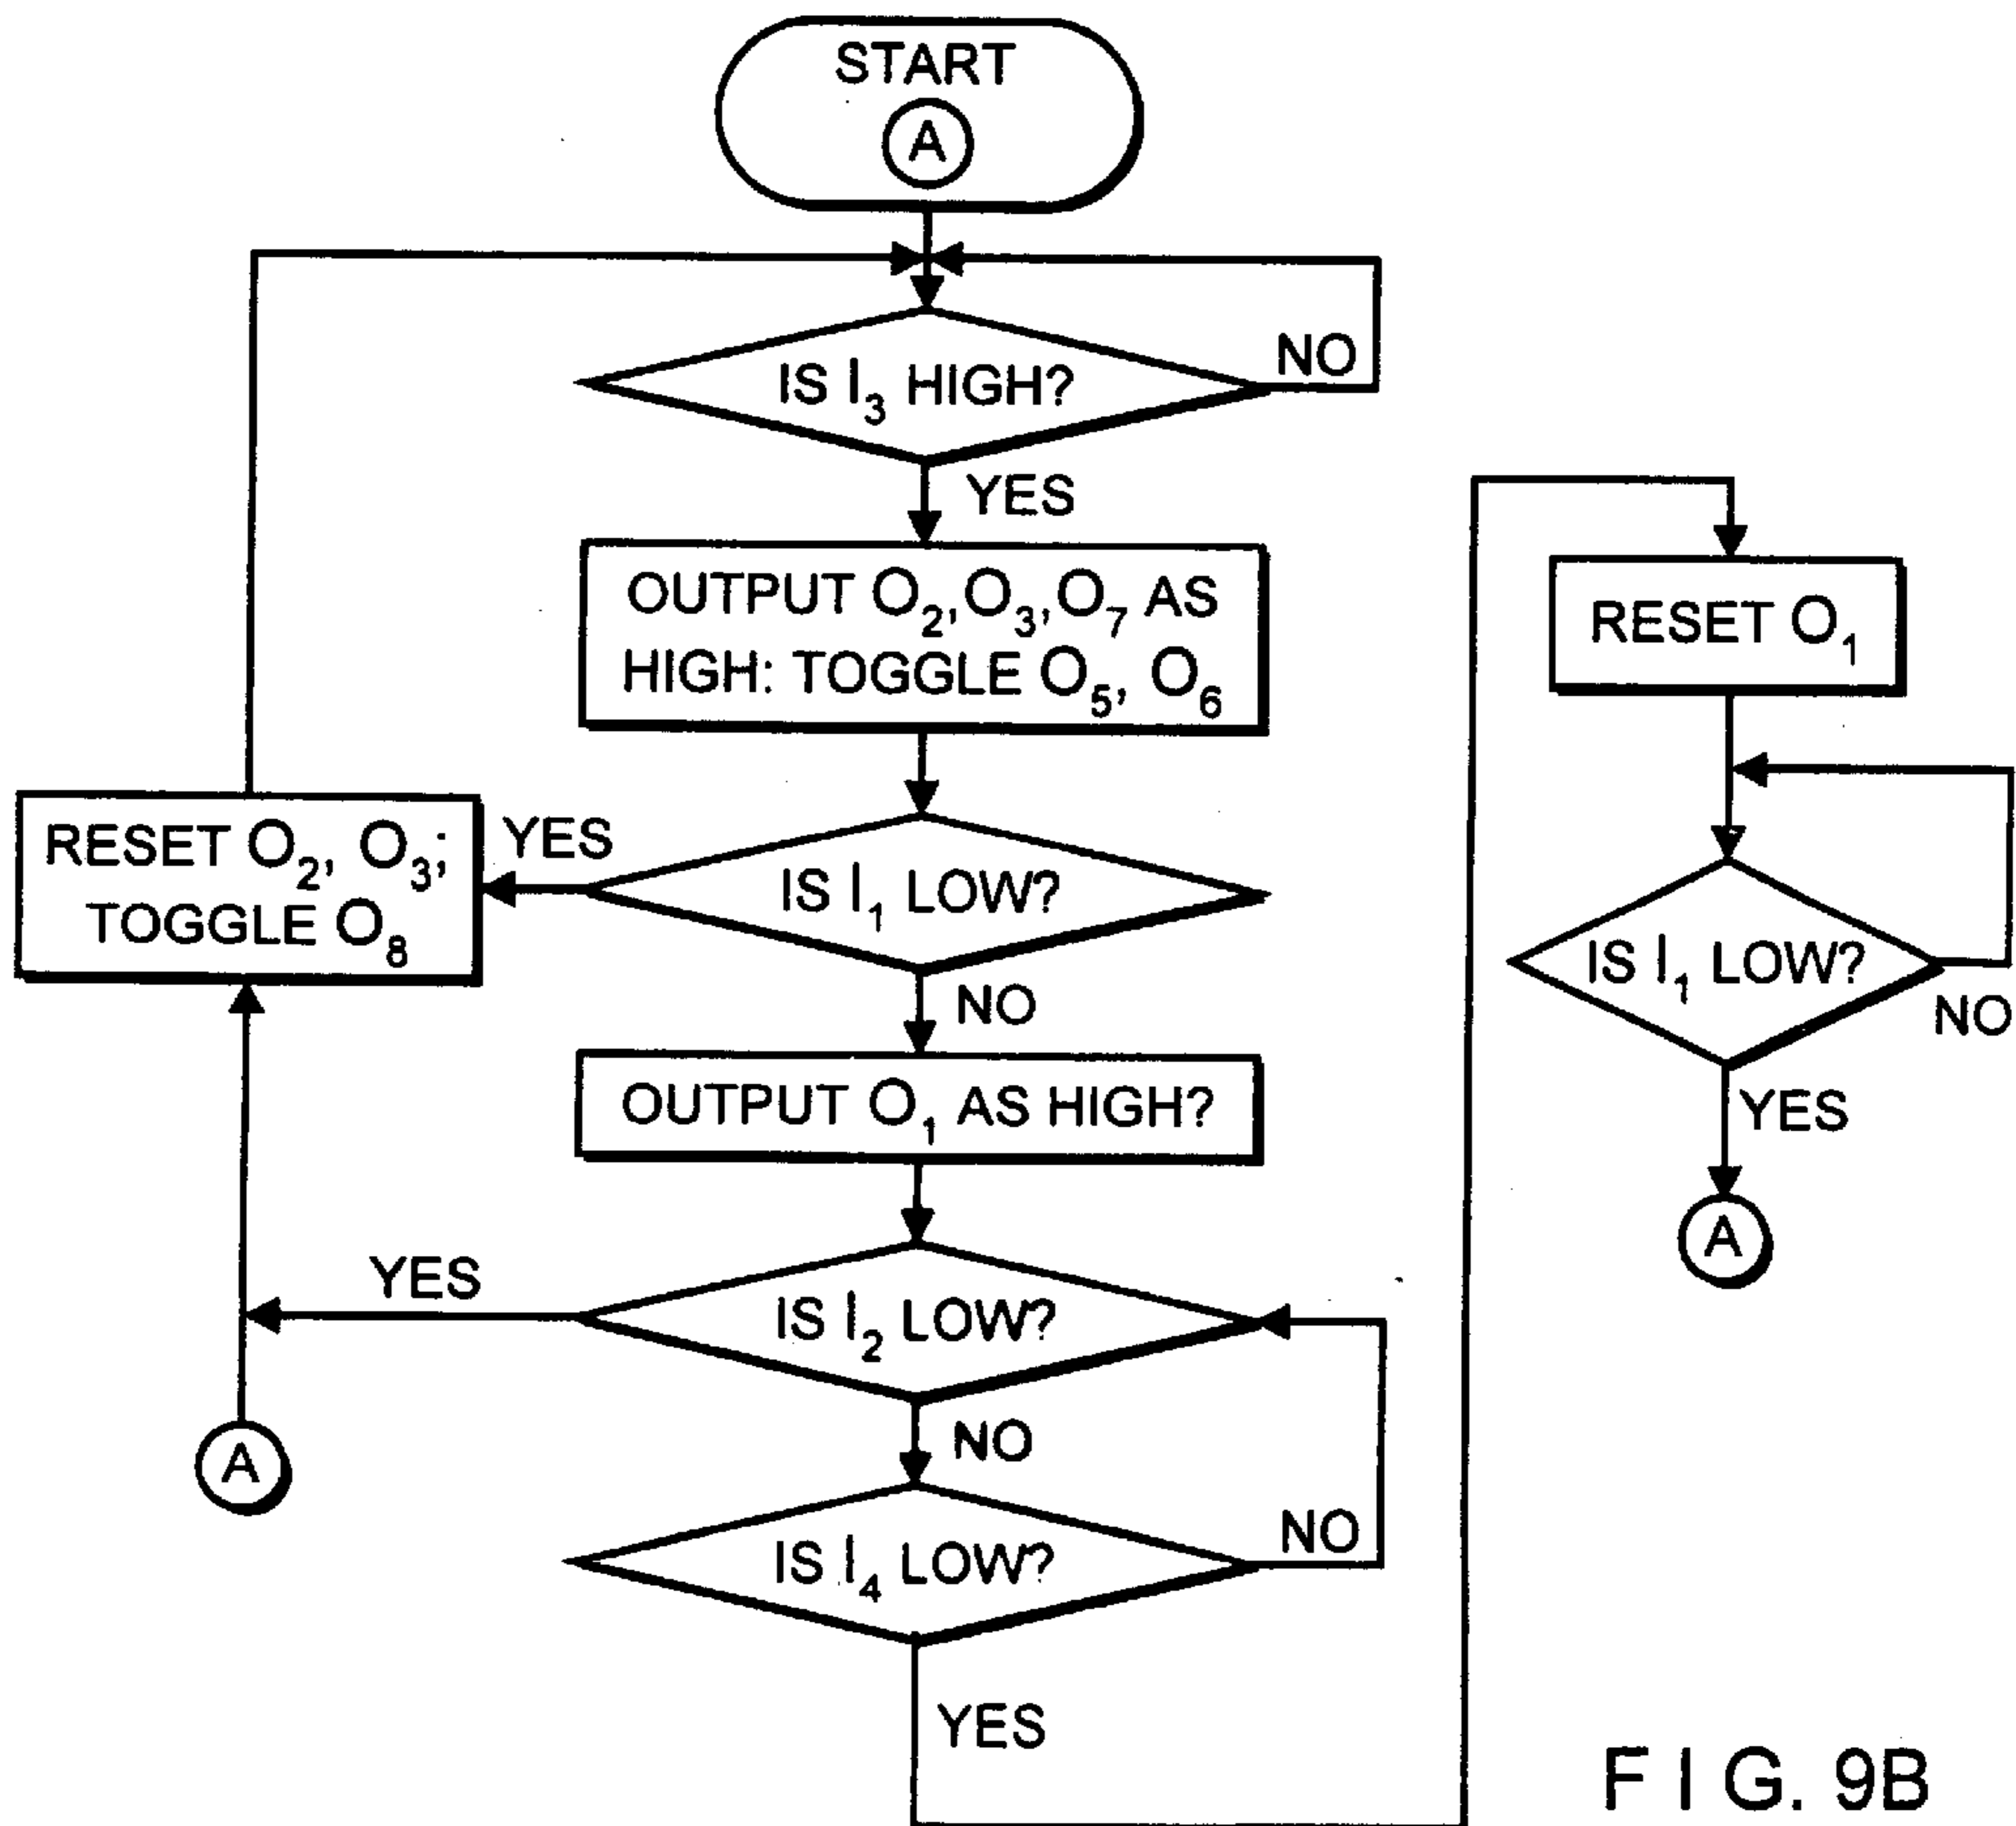 START
A
IS I₃ HIGH?
NO
YES
OUTPUT O₂, O₃, O₇ AS
HIGH: TOGGLE O₅, O₆
RESET O₂, O₃;
TOGGLE O₈
YES
IS I₁ LOW?
NO
OUTPUT O₁ AS HIGH?
YES
IS I₂ LOW?
NO
A
IS I₄ LOW?
NO
YES
RESET O₁
IS I₁ LOW?
NO
YES
A
FIG. 9B